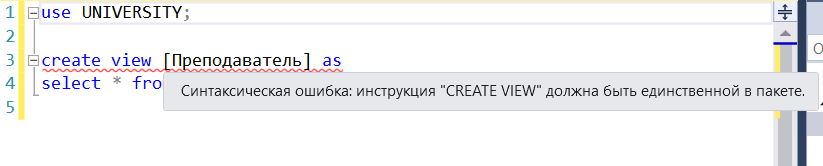 1 use UNIVERSITY;
2
3 create view [Преподаватель] as
4 select * from
Синтаксическая ошибка: инструкция "CREATE VIEW" должна быть единственной в пакете.
5